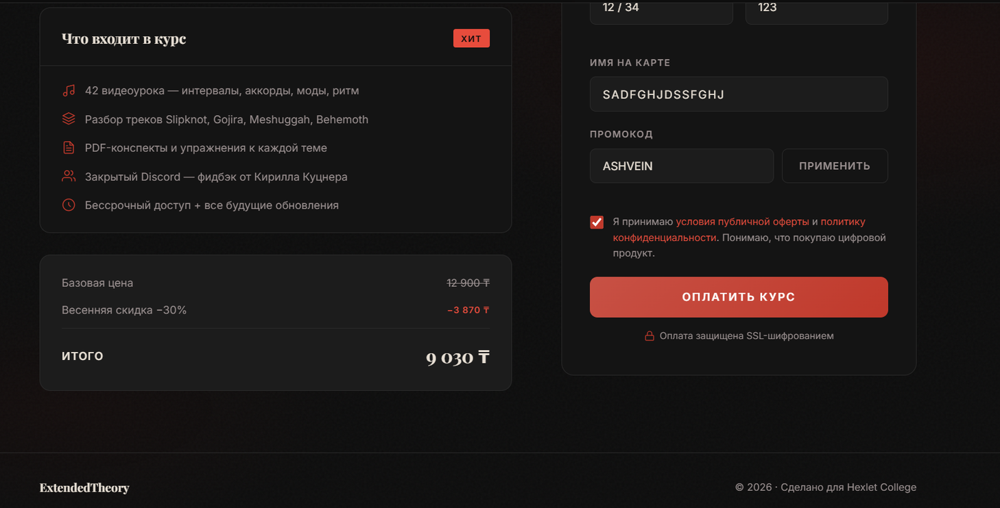 Что входит в курс
ХИТ
42 видеоурока — интервалы, аккорды, моды, ритм
Разбор треков Slipknot, Gojira, Meshuggah, Behemoth
PDF-конспекты и упражнения к каждой теме
Закрытый Discord — фидбэк от Кирилла Куцнера
Бессрочный доступ + все будущие обновления
Базовая цена
12 900 ₸
Весенняя скидка −30%
−3 870 ₸
ИТОГО
9 030 ₸
12 / 34
123
ИМЯ НА КАРТЕ
SADFGHJDSSFGHJ
ПРОМОКОД
ASHVEIN
ПРИМЕНИТЬ
Я принимаю условия публичной оферты и политику
конфиденциальности. Понимаю, что покупаю цифровой
продукт.
ОПЛАТИТЬ КУРС
Оплата защищена SSL-шифрованием
ExtendedTheory
© 2026 · Сделано для Hexlet College